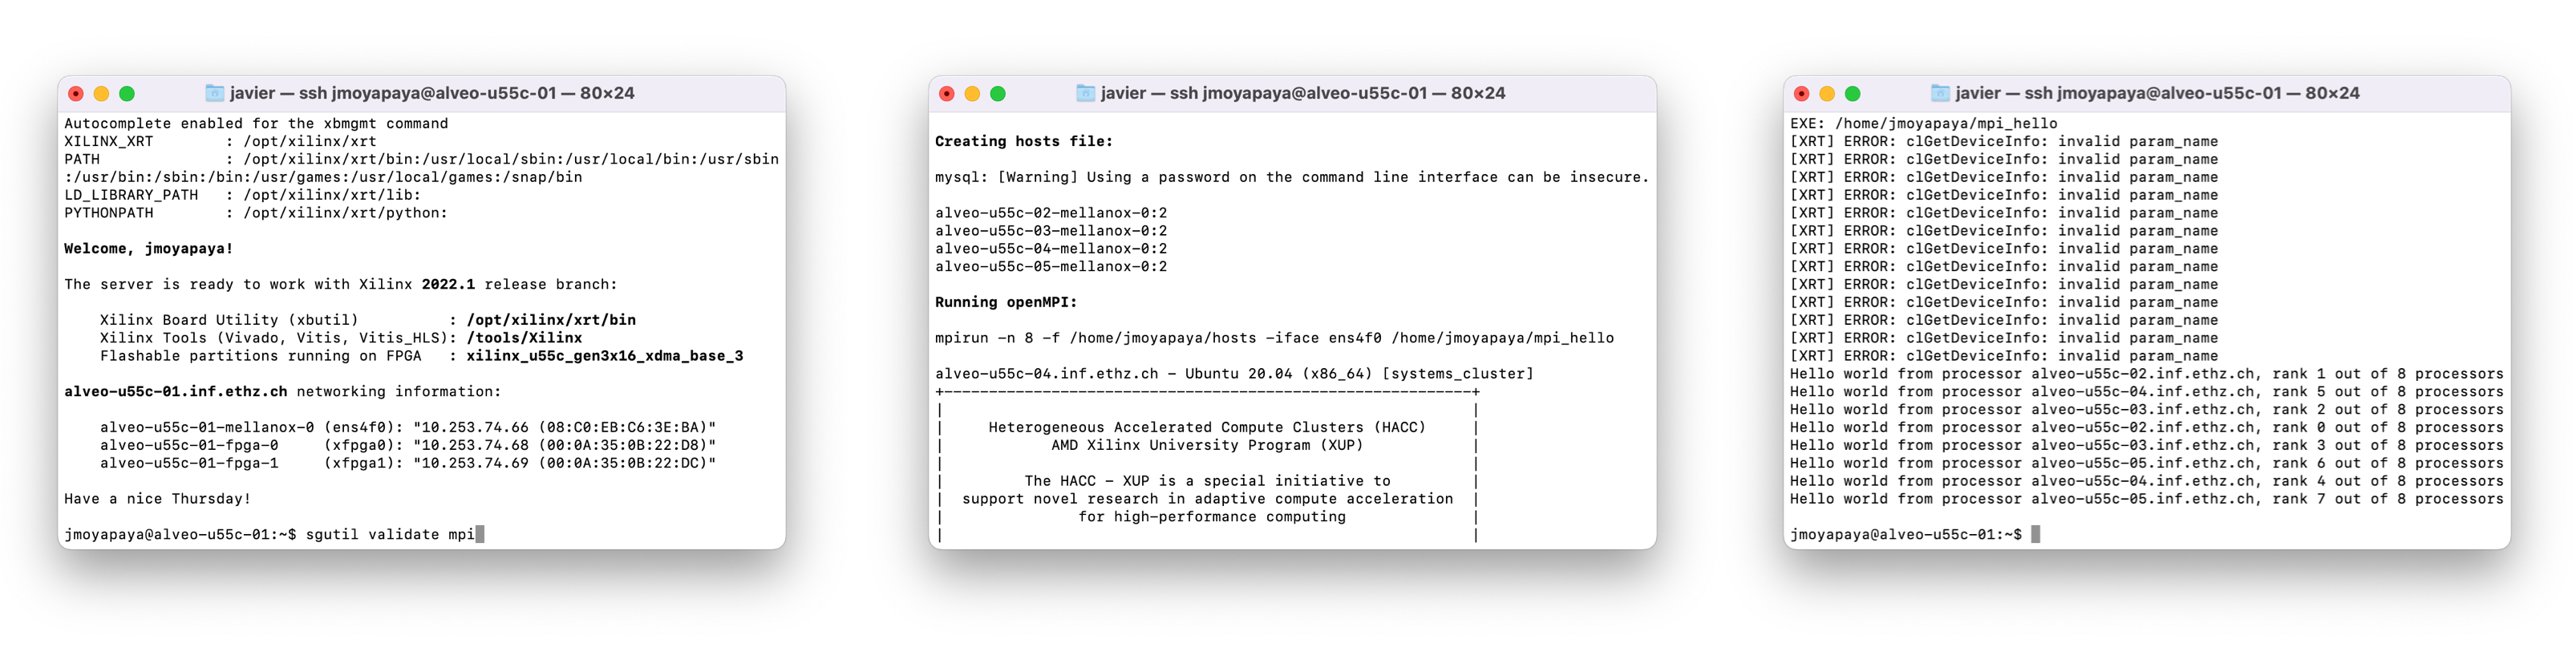 javier — ssh jmoyapaya@alveo-u55c-01 — 80×24
Autocomplete enabled for the xbmgmt command
XILINX_XRT        : /opt/xilinx/xrt
PATH              : /opt/xilinx/xrt/bin:/usr/local/sbin:/usr/local/bin:/usr/sbin
:/usr/bin:/sbin:/bin:/usr/games:/usr/local/games:/snap/bin
LD_LIBRARY_PATH   : /opt/xilinx/xrt/lib:
PYTHONPATH        : /opt/xilinx/xrt/python:
Welcome, jmoyapaya!
The server is ready to work with Xilinx 2022.1 release branch:
Xilinx Board Utility (xbutil)          : /opt/xilinx/xrt/bin
Xilinx Tools (Vivado, Vitis, Vitis_HLS): /tools/Xilinx
Flashable partitions running on FPGA   : xilinx_u55c_gen3x16_xdma_base_3
alveo-u55c-01.inf.ethz.ch networking information:
alveo-u55c-01-mellanox-0 (ens4f0): "10.253.74.66 (08:C0:EB:C6:3E:BA)"
alveo-u55c-01-fpga-0     (xfpga0): "10.253.74.68 (00:0A:35:0B:22:D8)"
alveo-u55c-01-fpga-1     (xfpga1): "10.253.74.69 (00:0A:35:0B:22:DC)"
Have a nice Thursday!
jmoyapaya@alveo-u55c-01:~$ sgutil validate mpi
javier — ssh jmoyapaya@alveo-u55c-01 — 80×24
Creating hosts file:
mysql: [Warning] Using a password on the command line interface can be insecure.
alveo-u55c-02-mellanox-0:2
alveo-u55c-03-mellanox-0:2
alveo-u55c-04-mellanox-0:2
alveo-u55c-05-mellanox-0:2
Running openMPI:
mpirun -n 8 -f /home/jmoyapaya/hosts -iface ens4f0 /home/jmoyapaya/mpi_hello
alveo-u55c-04.inf.ethz.ch - Ubuntu 20.04 (x86_64) [systems_cluster]
Heterogeneous Accelerated Compute Clusters (HACC)
AMD Xilinx University Program (XUP)
The HACC - XUP is a special initiative to
support novel research in adaptive compute acceleration
for high-performance computing
javier — ssh jmoyapaya@alveo-u55c-01 — 80×24
EXE: /home/jmoyapaya/mpi_hello
[XRT] ERROR: clGetDeviceInfo: invalid param_name
[XRT] ERROR: clGetDeviceInfo: invalid param_name
[XRT] ERROR: clGetDeviceInfo: invalid param_name
[XRT] ERROR: clGetDeviceInfo: invalid param_name
[XRT] ERROR: clGetDeviceInfo: invalid param_name
[XRT] ERROR: clGetDeviceInfo: invalid param_name
[XRT] ERROR: clGetDeviceInfo: invalid param_name
[XRT] ERROR: clGetDeviceInfo: invalid param_name
[XRT] ERROR: clGetDeviceInfo: invalid param_name
[XRT] ERROR: clGetDeviceInfo: invalid param_name
[XRT] ERROR: clGetDeviceInfo: invalid param_name
[XRT] ERROR: clGetDeviceInfo: invalid param_name
[XRT] ERROR: clGetDeviceInfo: invalid param_name
Hello world from processor alveo-u55c-02.inf.ethz.ch, rank 1 out of 8 processors
Hello world from processor alveo-u55c-04.inf.ethz.ch, rank 5 out of 8 processors
Hello world from processor alveo-u55c-03.inf.ethz.ch, rank 2 out of 8 processors
Hello world from processor alveo-u55c-02.inf.ethz.ch, rank 0 out of 8 processors
Hello world from processor alveo-u55c-03.inf.ethz.ch, rank 3 out of 8 processors
Hello world from processor alveo-u55c-05.inf.ethz.ch, rank 6 out of 8 processors
Hello world from processor alveo-u55c-04.inf.ethz.ch, rank 4 out of 8 processors
Hello world from processor alveo-u55c-05.inf.ethz.ch, rank 7 out of 8 processors
jmoyapaya@alveo-u55c-01:~$